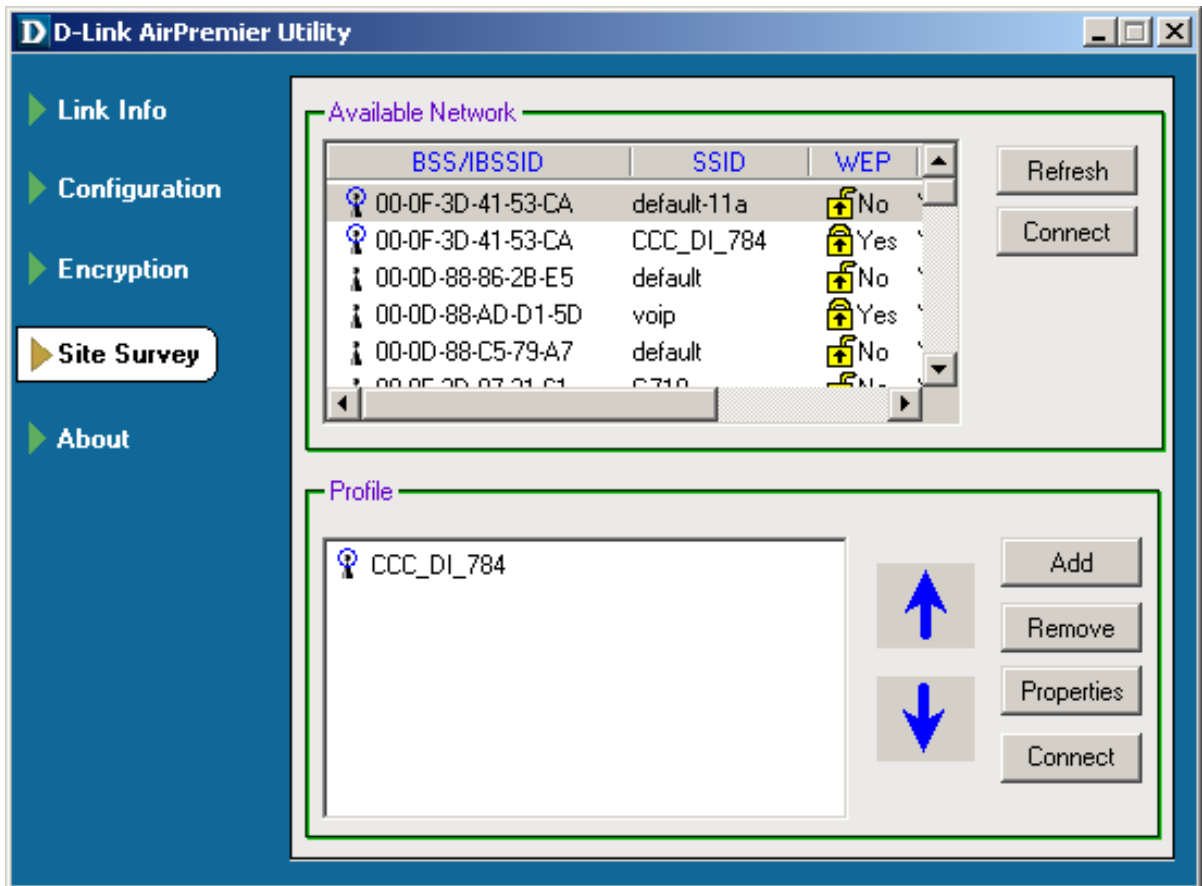 D D-Link AirPremier Utility
Link Info
Configuration
Encryption
Site Survey
About
Available Network
BSS/IBSSID SSID WEP
00-0F-3D-41-53-CA default-11a No
00-0F-3D-41-53-CA CCC_DI_784 Yes
00-0D-88-86-2B-E5 default No
00-0D-88-AD-D1-5D voip Yes
00-0D-88-C5-79-A7 default No
Refresh
Connect
Profile
CCC_DI_784
Add
Remove
Properties
Connect